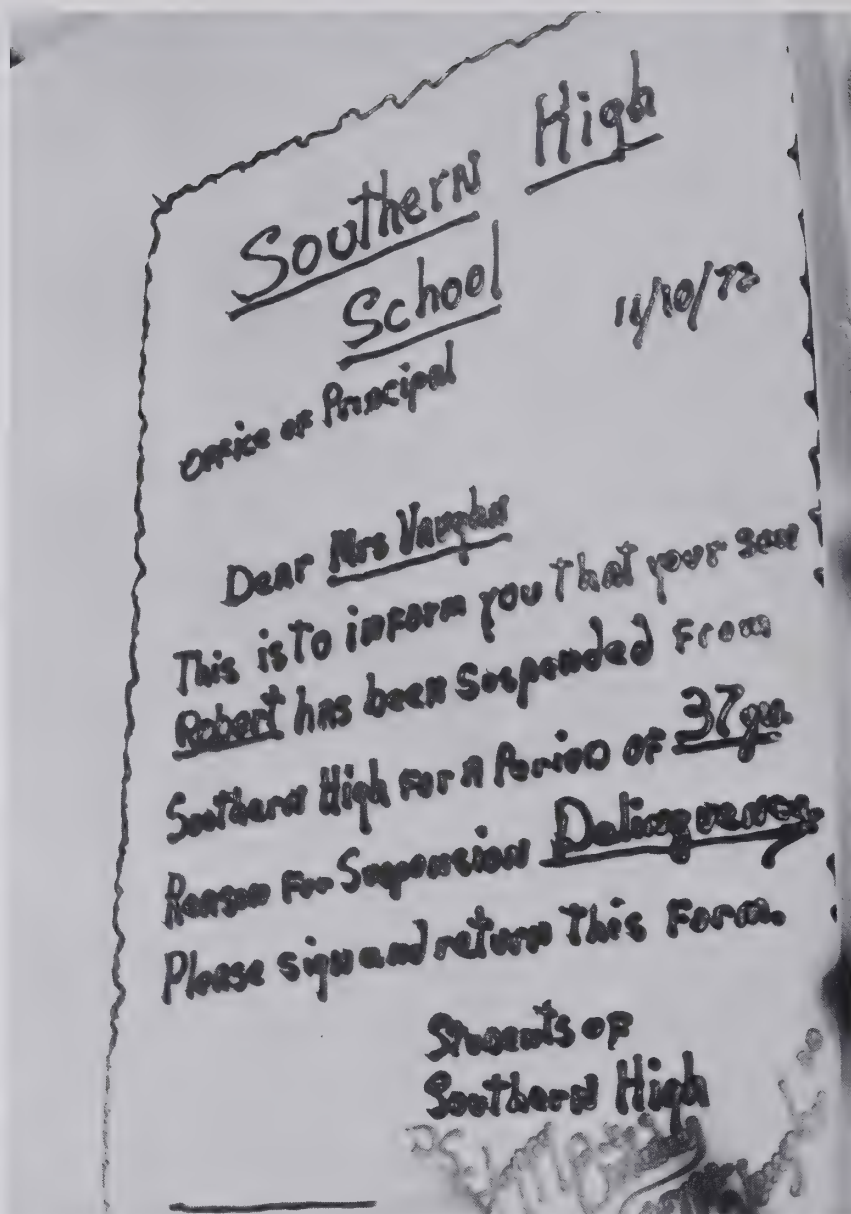 Southern High
School
11/10/72
Office of Principal
Dear Mrs Vaughn
This is to inform you that your son
Robert has been suspended from
Southern High for a Period of 37 yrs.
Reason For Suspension Delinquency.
Please sign and return This Form.
Students of
Southern High